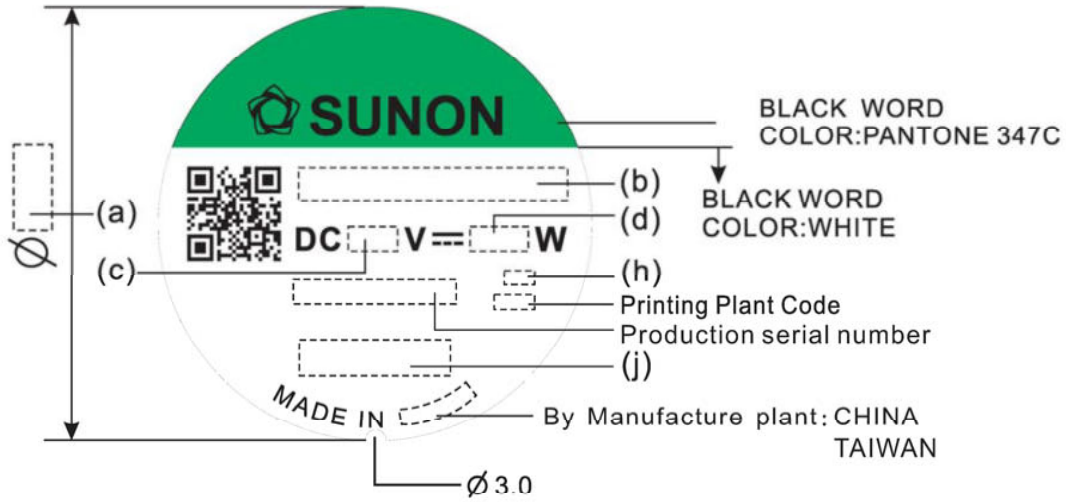 SUNON
BLACK WORD
COLOR:PANTONE 347C
BLACK WORD
COLOR:WHITE
(a)
Ø
(b)
(c)
DC V W
(d)
(h)
Printing Plant Code
Production serial number
(j)
MADE IN
By Manufacture plant: CHINA
TAIWAN
Ø 3.0